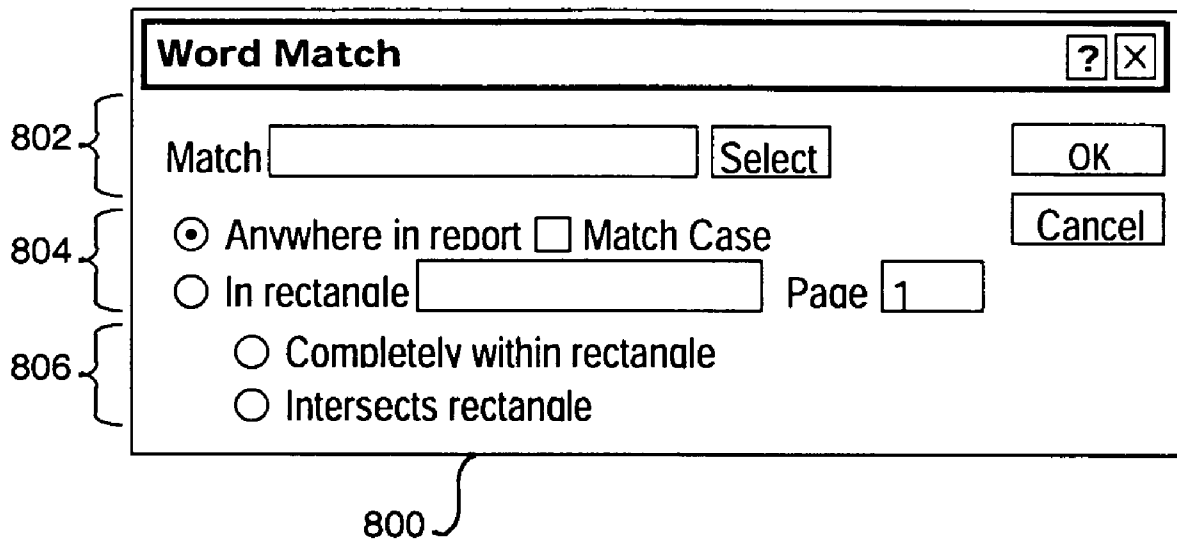 Word Match ? X
802 Match Select OK
Cancel
804 Anywhere in report Match Case
In rectangle Page 1
806 Completely within rectangle
Intersects rectangle
800